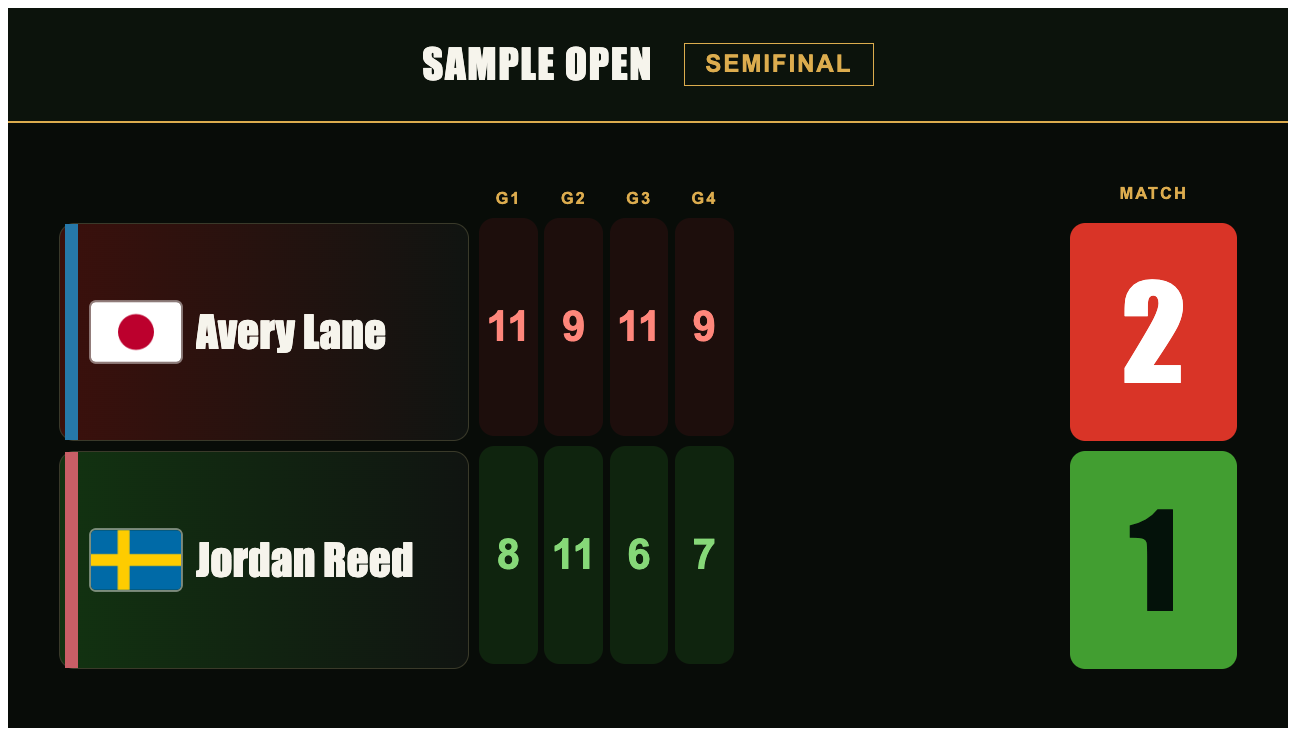 SAMPLE OPEN SEMIFINAL
G1 G2 G3 G4 MATCH
Avery Lane 11 9 11 9 2
Jordan Reed 8 11 6 7 1